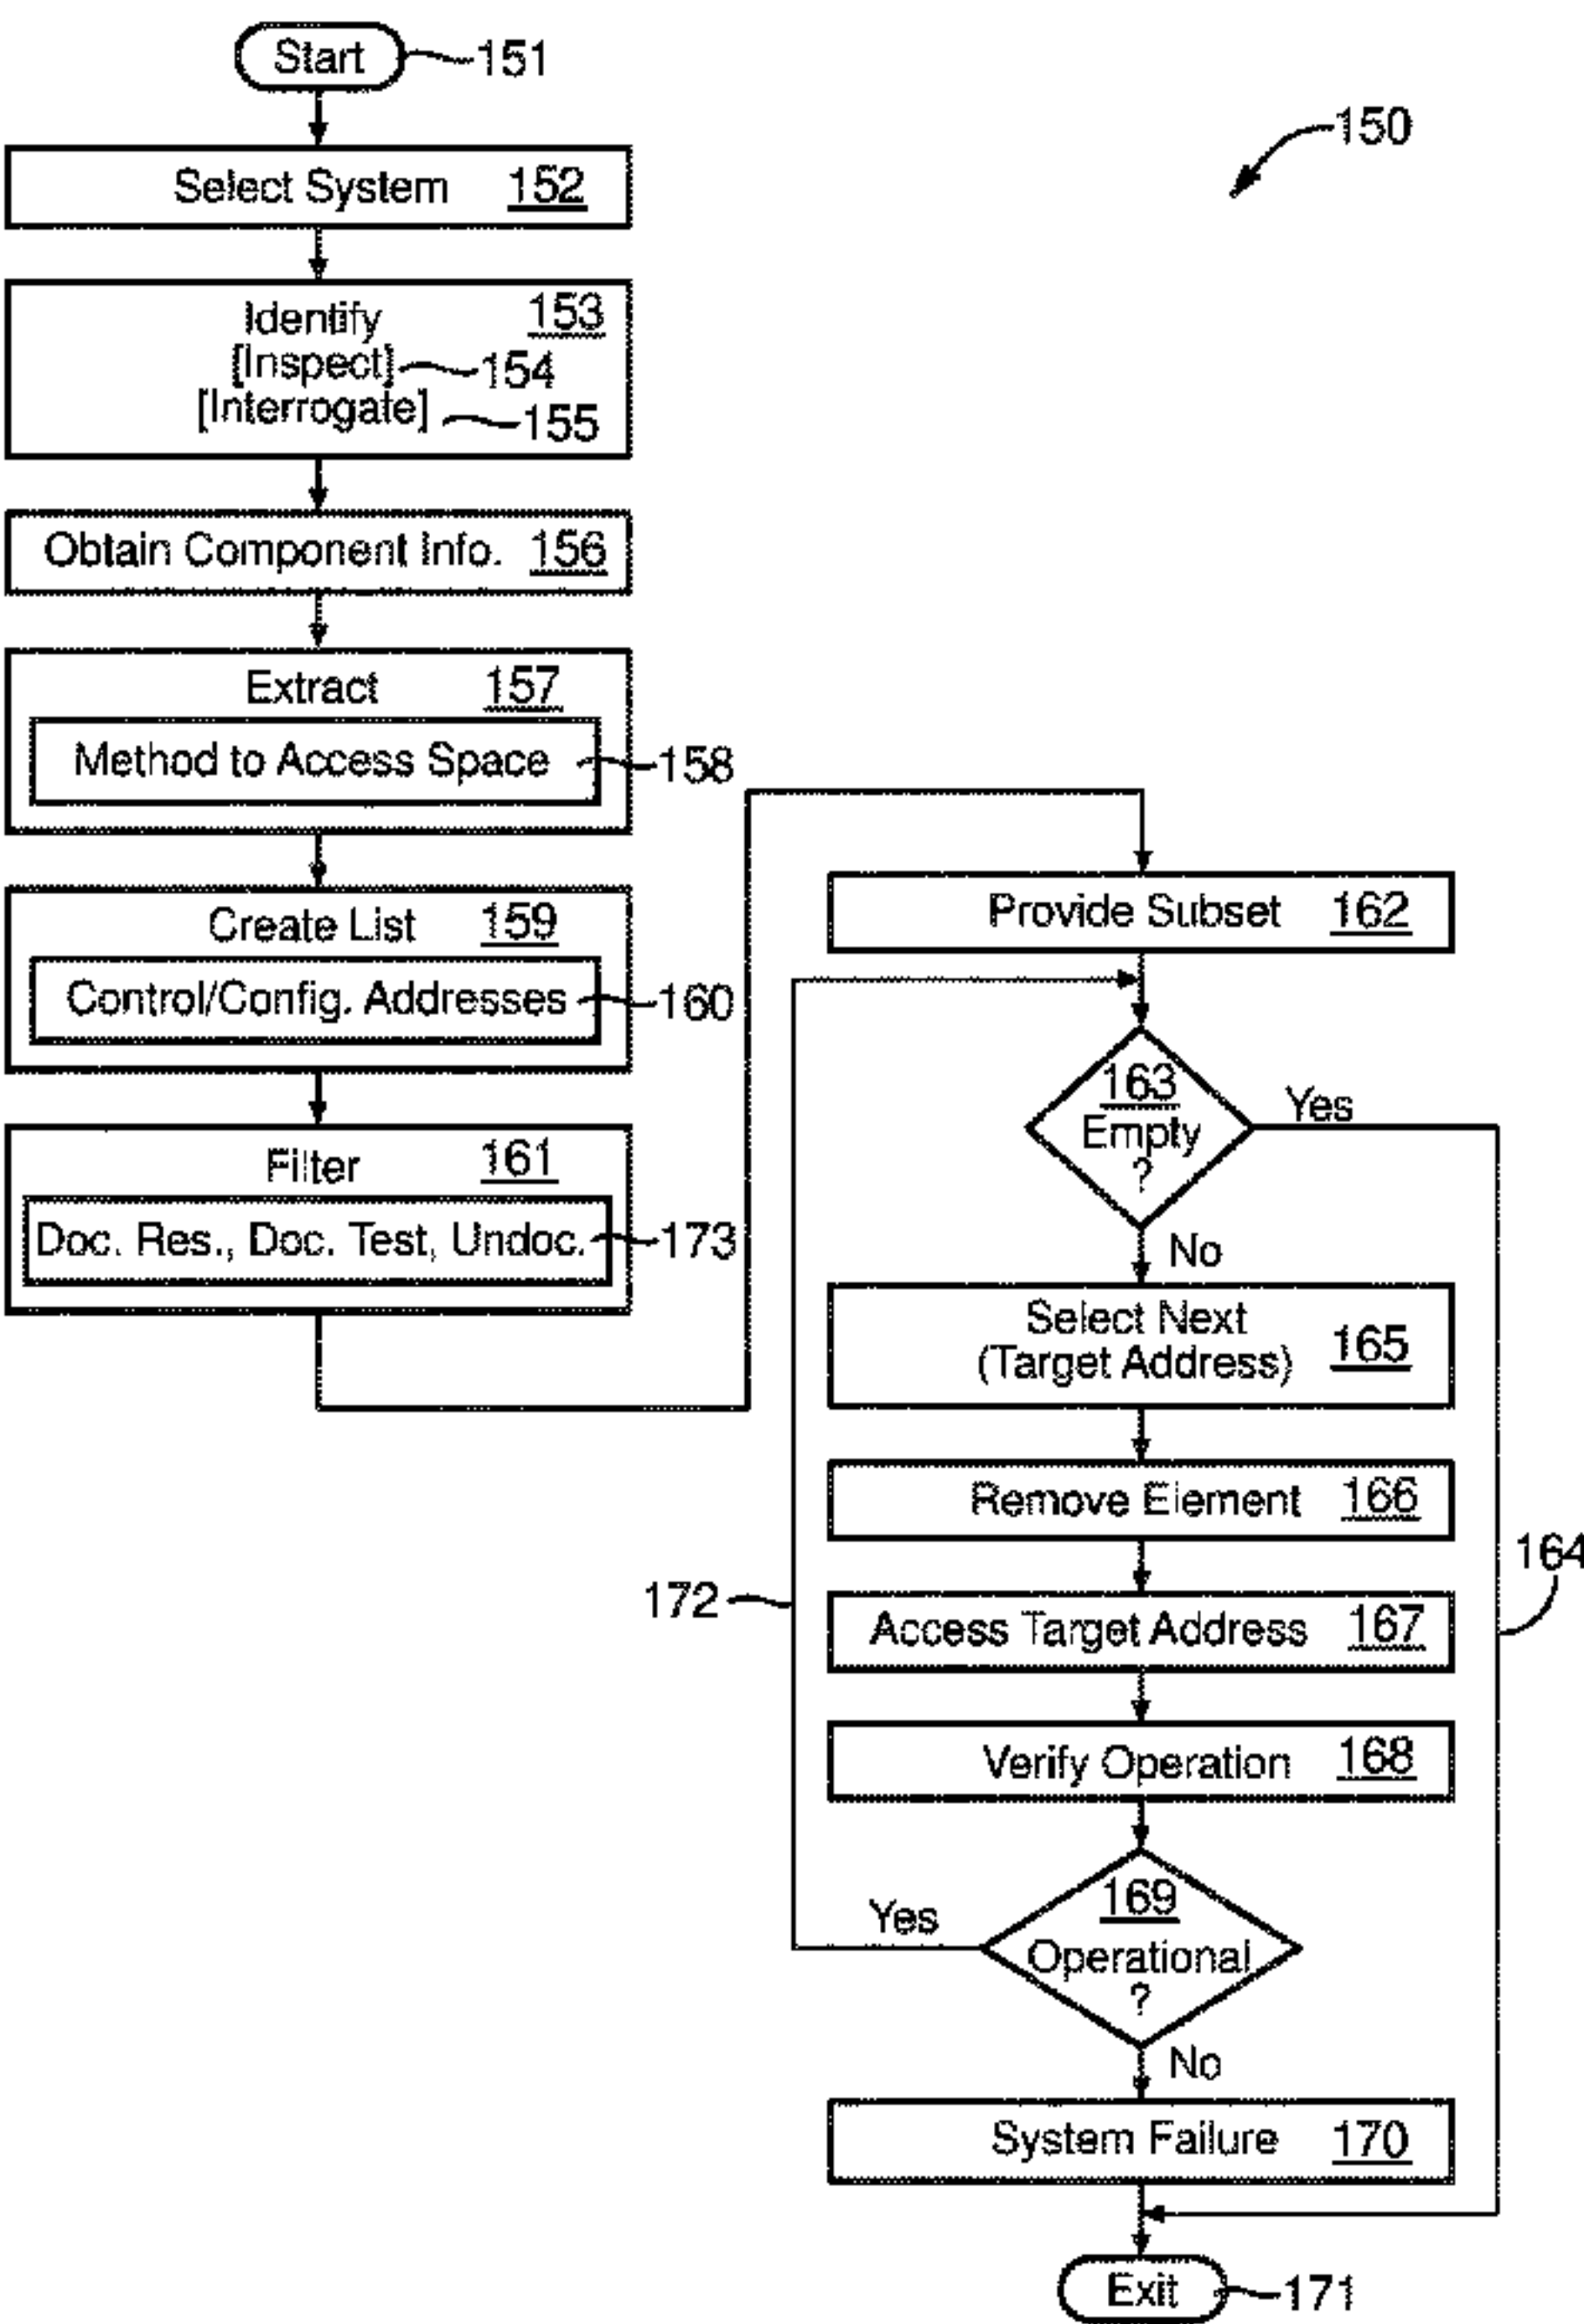 Start 151
150
Select System 152
Identify 153
[Inspect] 154
[Interrogate] 155
Obtain Component Info. 156
Extract 157
Method to Access Space 158
Create List 159
Control/Config. Addresses 160
Filter 161
Doc. Res., Doc. Test, Undoc. 173
Provide Subset 162
163
Empty
?
Yes
No
Select Next
(Target Address) 165
Remove Element 166
164
172
Access Target Address 167
Verify Operation 168
169
Operational
?
Yes
No
System Failure 170
Exit 171